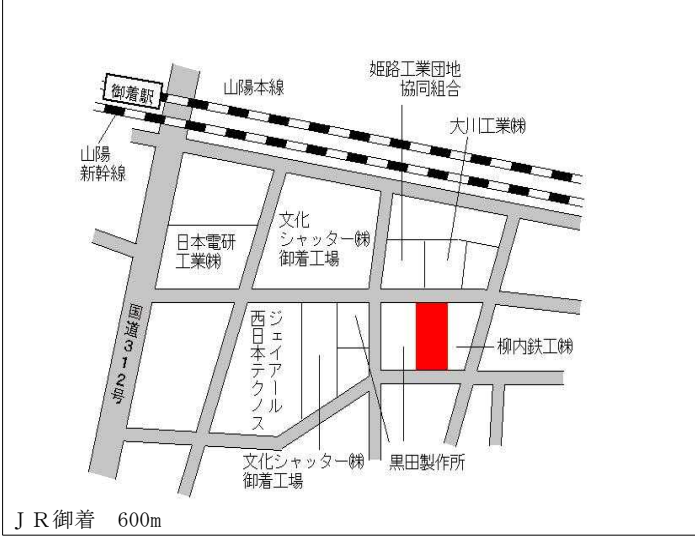 姫路工業団地
協同組合
山陽本線
御着駅
大川工業㈱
山陽
新幹線
文化
シャッター㈱
御着工場
日本電研
工業㈱
国道312号
ジェイアール
西日本テクノス
柳内鉄工㈱
文化シャッター㈱
御着工場
黒田製作所
ＪＲ御着　600m